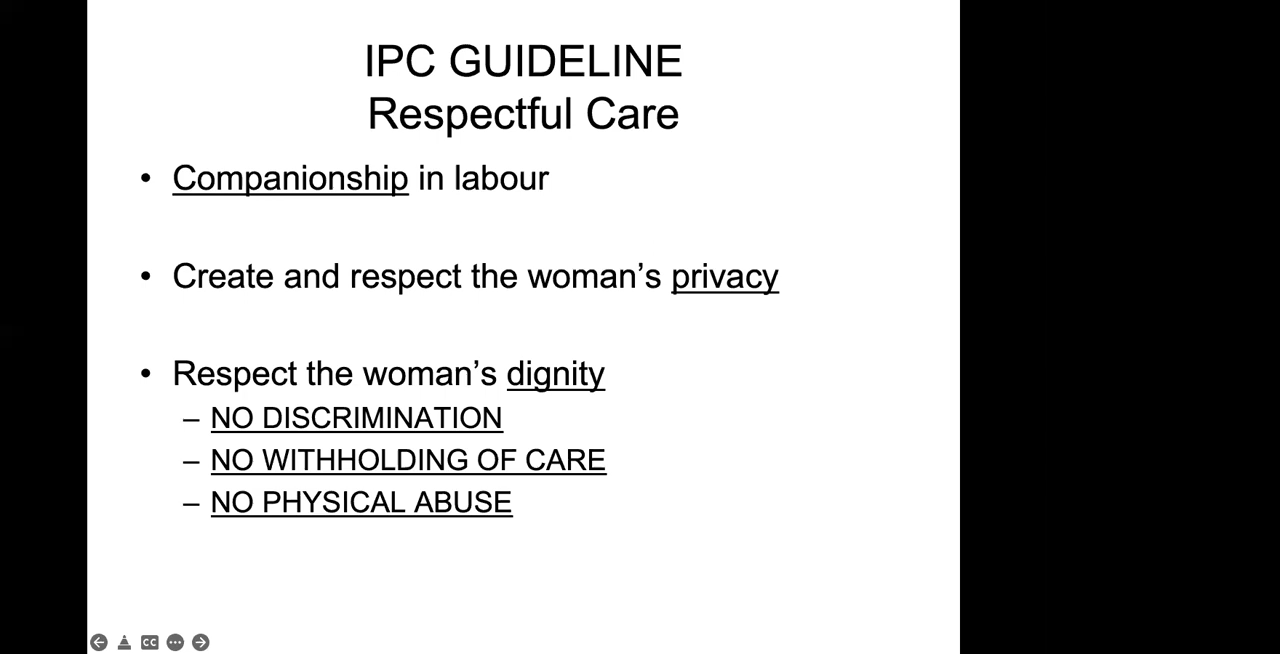 IPC GUIDELINE
Respectful Care
• Companionship in labour
• Create and respect the woman’s privacy
• Respect the woman’s dignity
– NO DISCRIMINATION
– NO WITHHOLDING OF CARE
– NO PHYSICAL ABUSE
CC